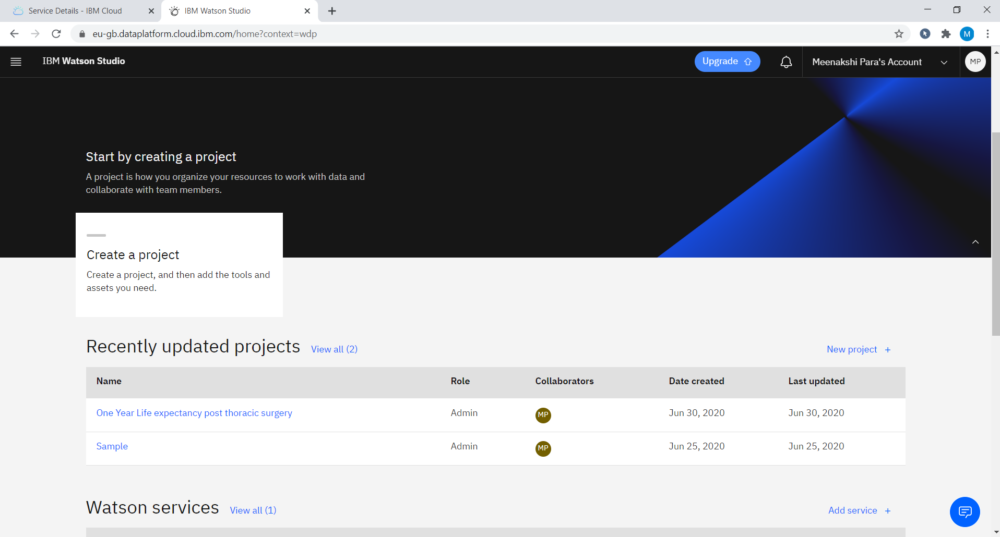 Service Details - IBM Cloud
IBM Watson Studio
eu-gb.dataplatform.cloud.ibm.com/home?context=wdp
M
IBM Watson Studio
Upgrade
Meenakshi Para's Account
MP
Start by creating a project
A project is how you organize your resources to work with data and
collaborate with team members.
Create a project
Create a project, and then add the tools and
assets you need.
Recently updated projects View all (2) New project +
Name Role Collaborators Date created Last updated
One Year Life expectancy post thoracic surgery Admin MP Jun 30, 2020 Jun 30, 2020
Sample Admin MP Jun 25, 2020 Jun 25, 2020
Watson services View all (1) Add service +